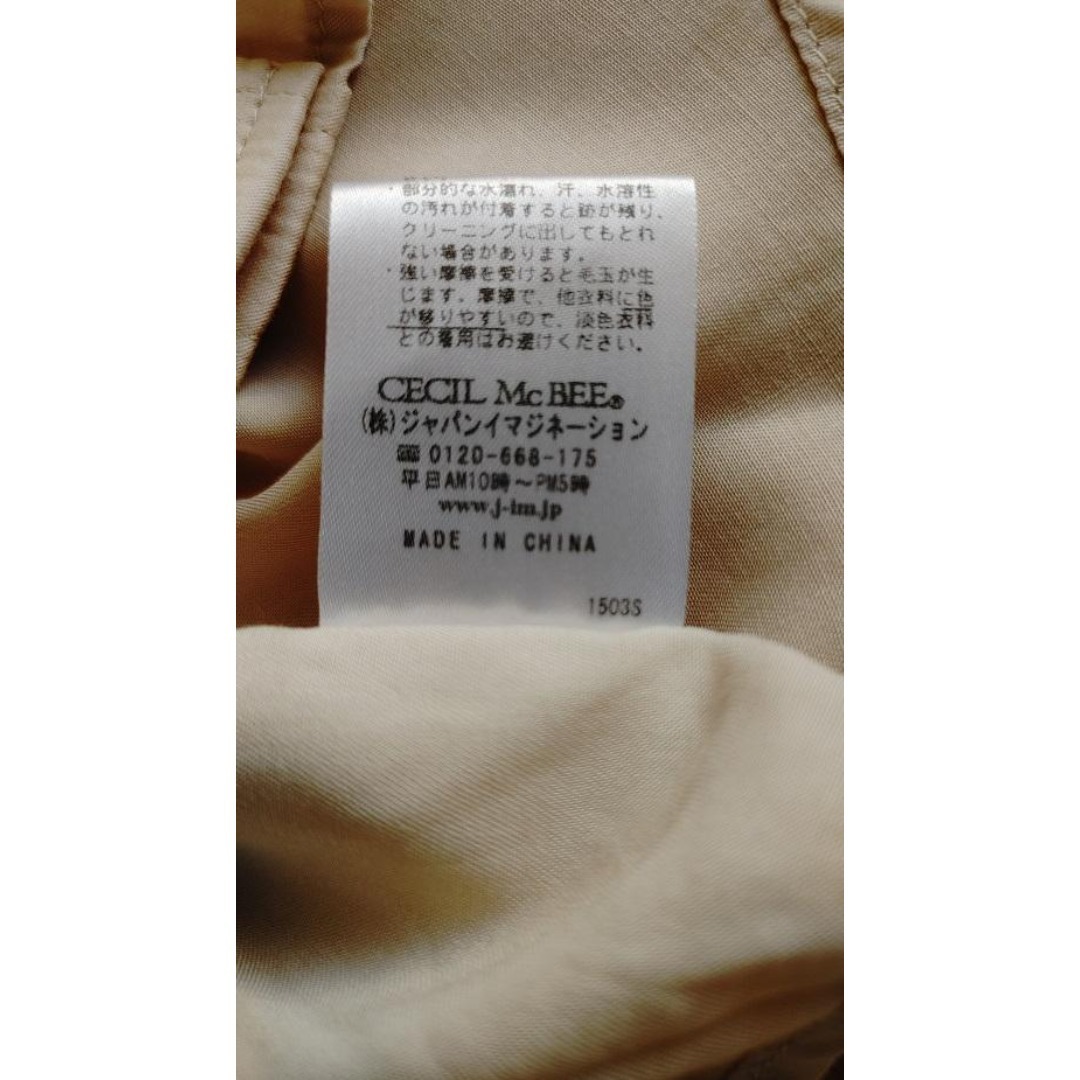 ・部分的な水濡れ、汗、水溶性
の汚れが付着すると跡が残り、
クリーニングに出してもとれ
ない場合があります。
・強い摩擦を受けると毛玉が生
じます。摩擦で、他衣料に色
が移りやすいので、淡色衣料
との着用はお避けください。
CECIL McBEE®
(株)ジャパンイマジネーション
☎ 0120-668-175
平日AM10時～PM5時
www.j-im.jp
MADE IN CHINA
1503S